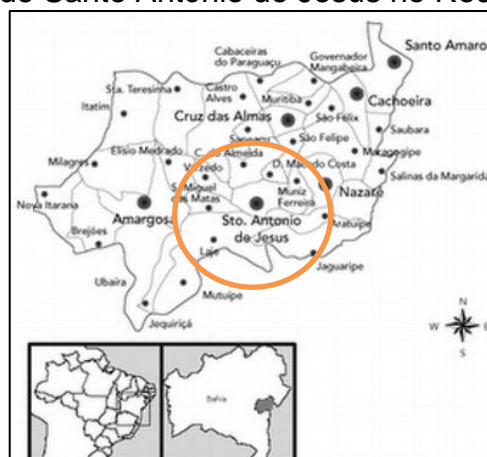 de Santo Antônio de Jesus no
Santo Amaro
Cabaceiras
do Paraguaçu
Governador
Mangabeira
Sta. Teresinha
Castro
Alves
Muritiba
Cachoeira
Itatim
Cruz das Almas
São Félix
Saubara
Sapeaçu
São Felipe
Milagres
Elísio Medrado
C. do Almeida
Maragogipe
Varzedo
D. Macedo Costa
Salinas da Margarida
S. Miguel
das Matas
Muniz
Ferreira
Nazaré
Nova Itarana
Amargosa
Sto. Antonio
de Jesus
Aratuípe
Brejões
Laje
Jaguaripe
Ubaíra
Mutuípe
Jequiriçá
N
W
E
S
Bahia